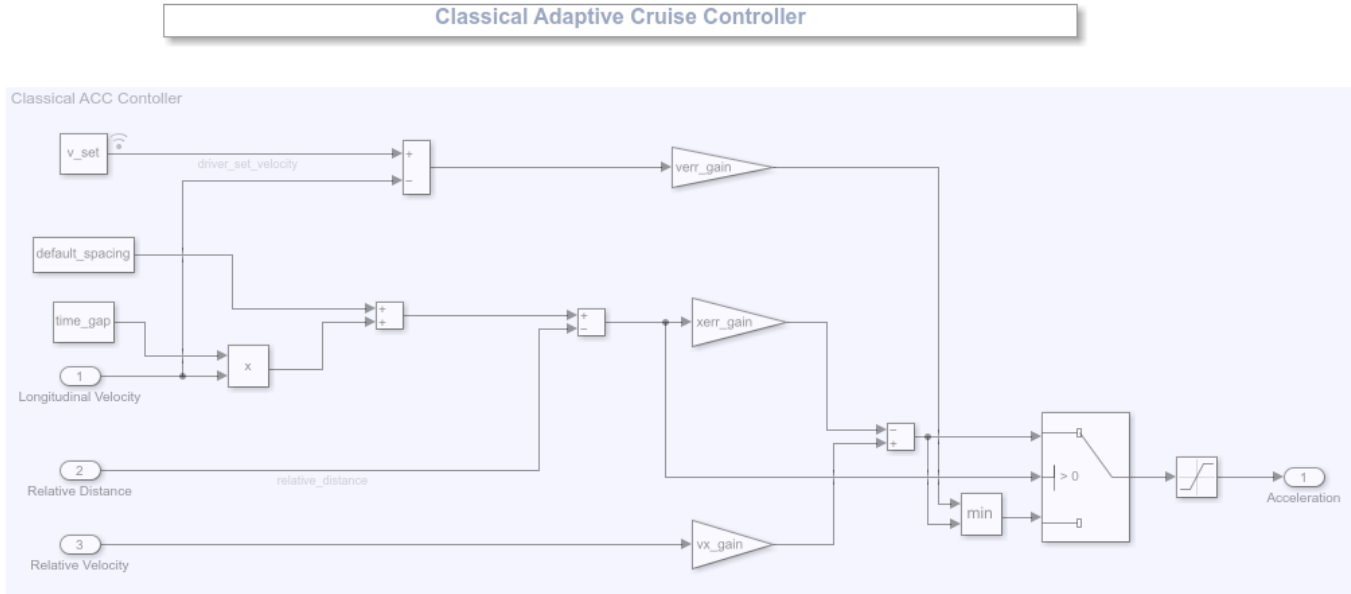 Classical Adaptive Cruise Controller
Classical ACC Contoller
v_set
driver_set_velocity
+
−
verr_gain
default_spacing
time_gap
+
+
+
−
xerr_gain
x
1
Longitudinal Velocity
−
+
2
Relative Distance
relative_distance
> 0
1
Acceleration
min
3
Relative Velocity
vx_gain